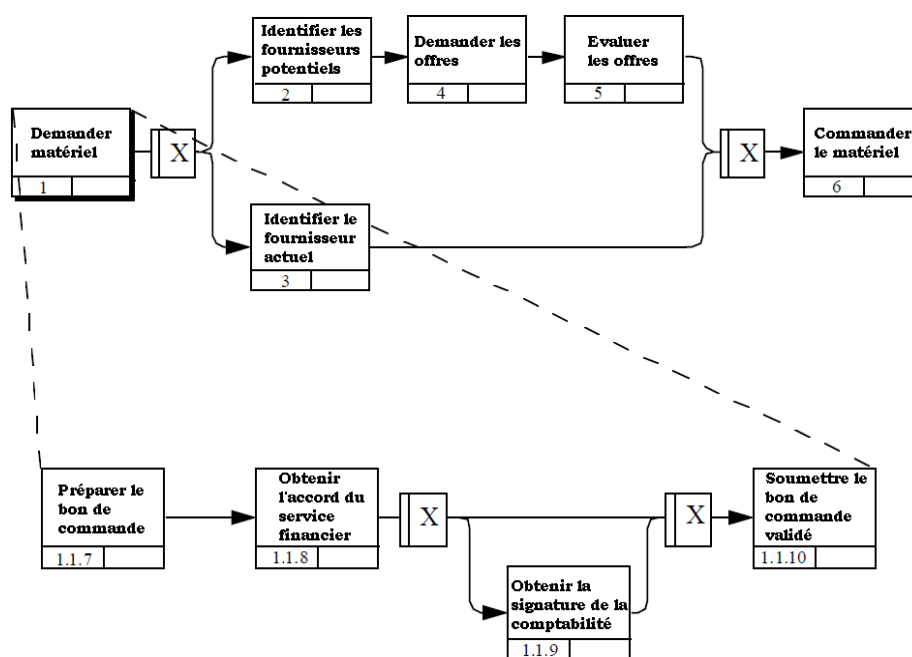 Identifier les
fournisseurs
potentiels
2
Demander les
offres
4
Evaluer
les offres
5
Demander
matériel
1
X
X
Commander
le matériel
6
Identifier le
fournisseur
actuel
3
Préparer le
bon de
commande
1.1.7
Obtenir
l'accord du
service
financier
1.1.8
X
X
Soumettre le
bon de
commande
validé
1.1.10
Obtenir la
signature de la
comptabilité
1.1.9